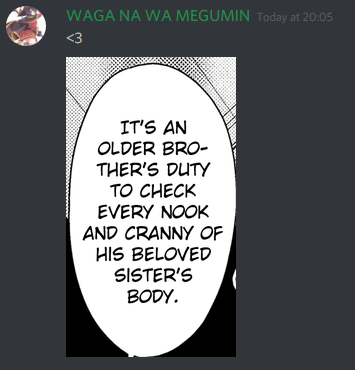 WAGA NA WA MEGUMIN Today at 20:05
<3
IT'S AN
OLDER BRO-
THER'S DUTY
TO CHECK
EVERY NOOK
AND CRANNY OF
HIS BELOVED
SISTER'S
BODY.